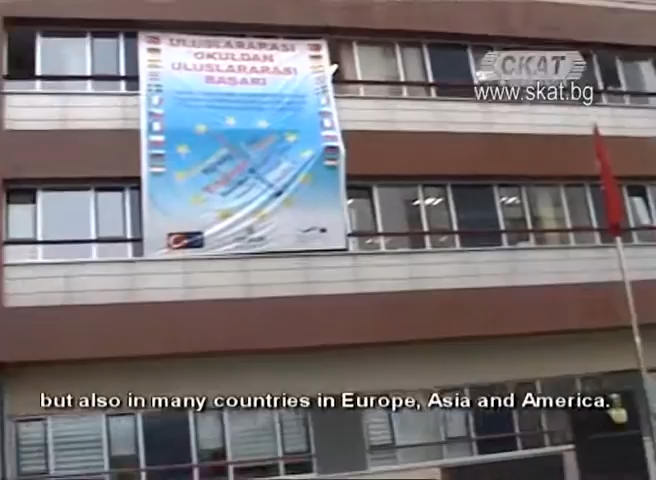 ULUSLARARASI
OKULDAN
ULUSLARARASI
BAŞARI
СКАТ
www.skat.bg
but also in many countries in Europe, Asia and America.